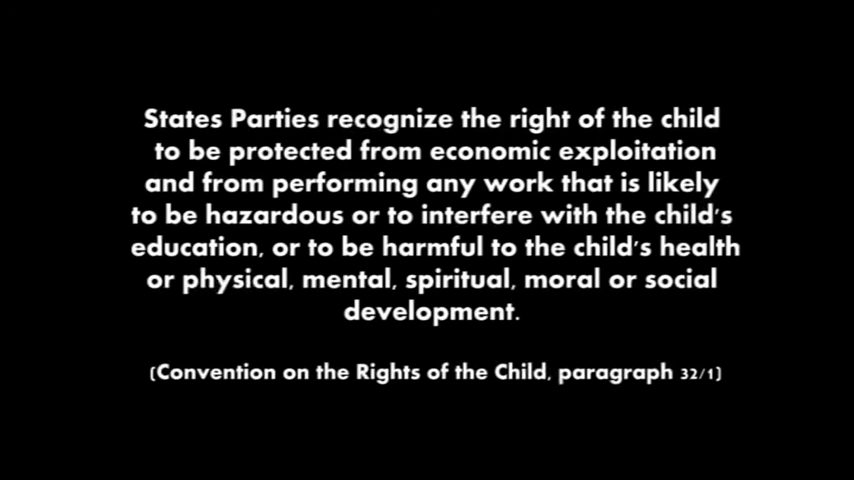 States Parties recognize the right of the child
to be protected from economic exploitation
and from performing any work that is likely
to be hazardous or to interfere with the child's
education, or to be harmful to the child's health
or physical, mental, spiritual, moral or social
development.
(Convention on the Rights of the Child, paragraph 32/1)